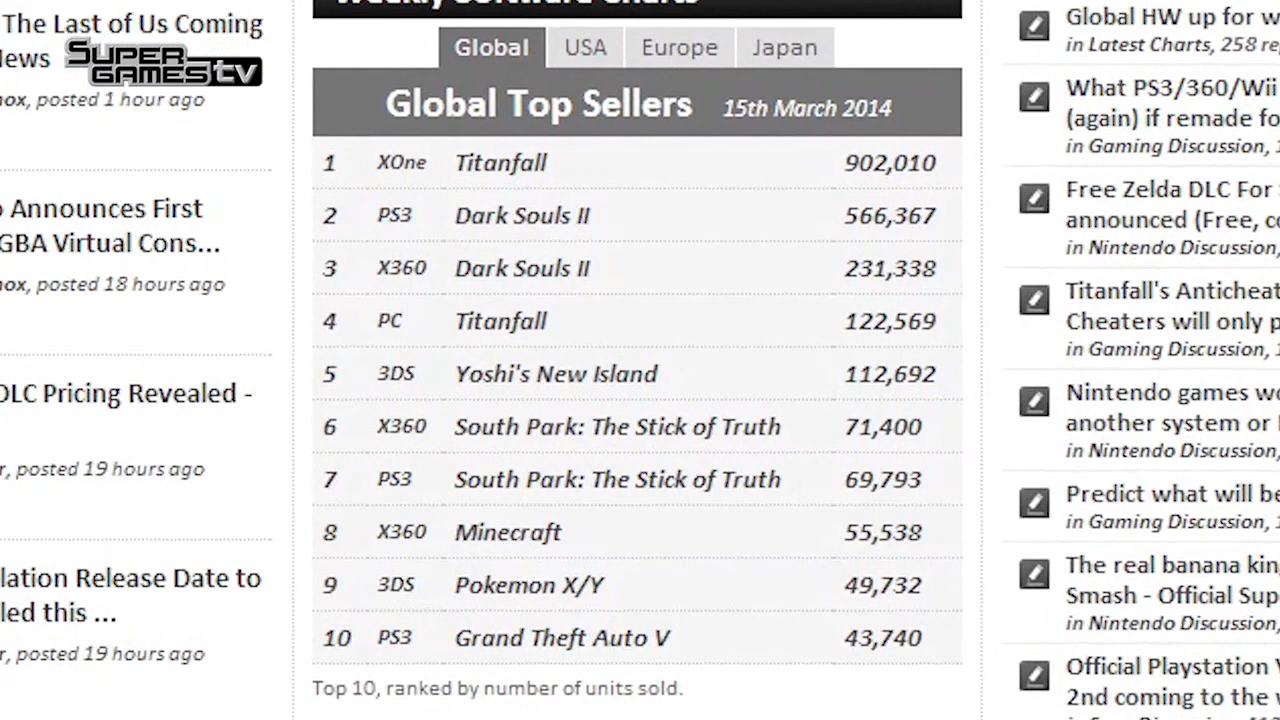 The Last of Us Coming
News
SUPER
GAMES tv
nox, posted 1 hour ago
Announces First
GBA Virtual Cons...
nox, posted 18 hours ago
DLC Pricing Revealed -
r, posted 19 hours ago
lation Release Date to
led this ...
r, posted 19 hours ago
Weekly Software Charts
Global USA Europe Japan
Global Top Sellers 15th March 2014
1 XOne Titanfall 902,010
2 PS3 Dark Souls II 566,367
3 X360 Dark Souls II 231,338
4 PC Titanfall 122,569
5 3DS Yoshi's New Island 112,692
6 X360 South Park: The Stick of Truth 71,400
7 PS3 South Park: The Stick of Truth 69,793
8 X360 Minecraft 55,538
9 3DS Pokemon X/Y 49,732
10 PS3 Grand Theft Auto V 43,740
Top 10, ranked by number of units sold.
Global HW up for w
in Latest Charts, 258 re
What PS3/360/Wii
(again) if remade fo
in Gaming Discussion, 1
Free Zelda DLC For
announced (Free, co
in Nintendo Discussion,
Titanfall's Anticheat
Cheaters will only p
in Gaming Discussion, 1
Nintendo games wo
another system or
in Nintendo Discussion,
Predict what will be
in Gaming Discussion, 1
The real banana king
Smash - Official Sup
in Nintendo Discussion,
Official Playstation V
2nd coming to the v